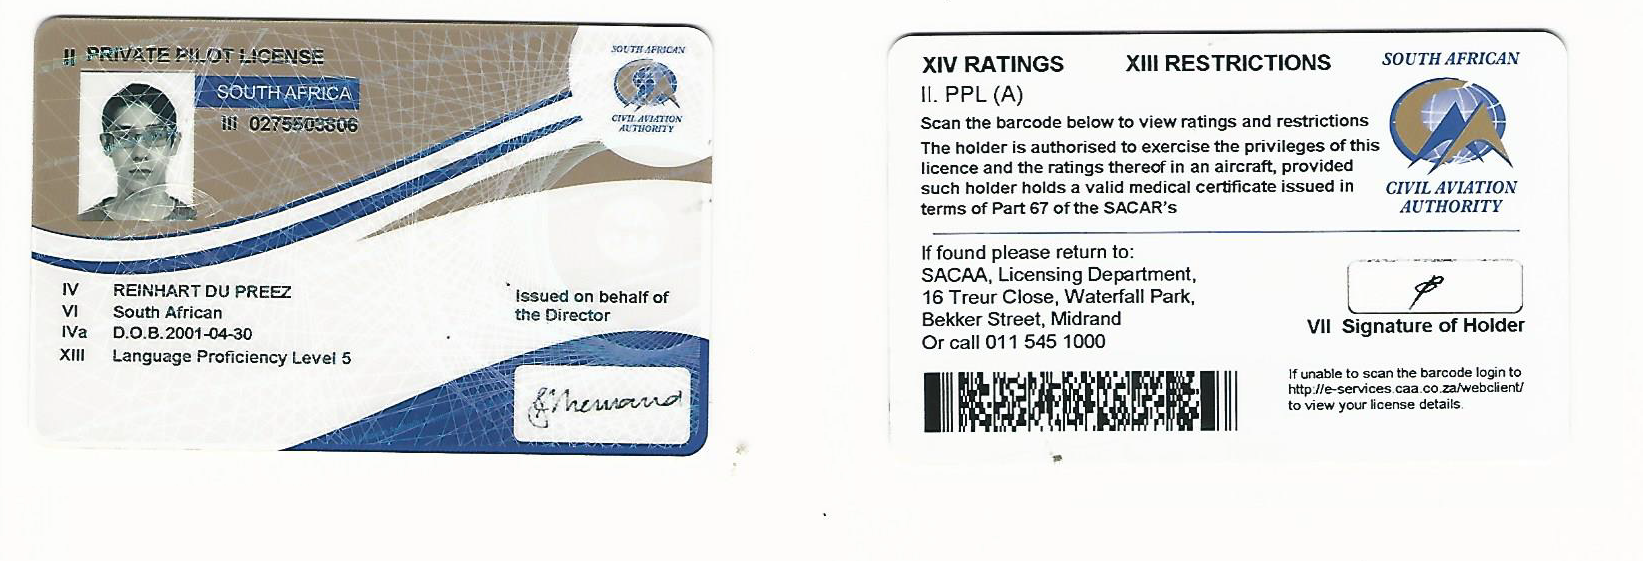 II PRIVATE PILOT LICENSE
SOUTH AFRICA
III 0275503806
SOUTH AFRICAN
CIVIL AVIATION
AUTHORITY
IV REINHART DU PREEZ
VI South African
IVa D.O.B.2001-04-30
XIII Language Proficiency Level 5
Issued on behalf of
the Director
XIV RATINGS XIII RESTRICTIONS
II. PPL (A)
Scan the barcode below to view ratings and restrictions
The holder is authorised to exercise the privileges of this
licence and the ratings thereof in an aircraft, provided
such holder holds a valid medical certificate issued in
terms of Part 67 of the SACAR's
SOUTH AFRICAN
CIVIL AVIATION
AUTHORITY
If found please return to:
SACAA, Licensing Department,
16 Treur Close, Waterfall Park,
Bekker Street, Midrand
Or call 011 545 1000
VII Signature of Holder
If unable to scan the barcode login to
http://e-services.caa.co.za/webclient/
to view your license details.